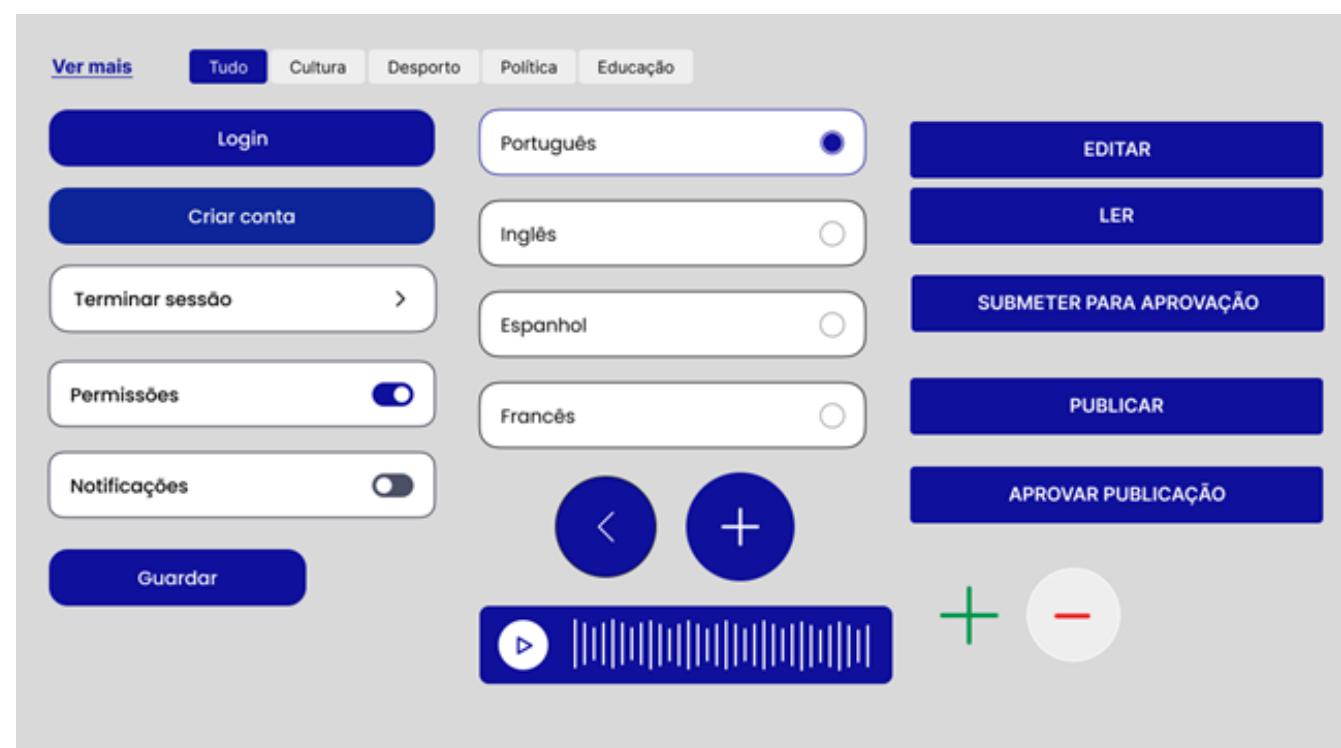 Ver mais
Tudo
Cultura
Desporto
Política
Educação
Login
Criar conta
Terminar sessão
Permissões
Notificações
Guardar
Português
Inglês
Espanhol
Francês
EDITAR
LER
SUBMETER PARA APROVAÇÃO
PUBLICAR
APROVAR PUBLICAÇÃO